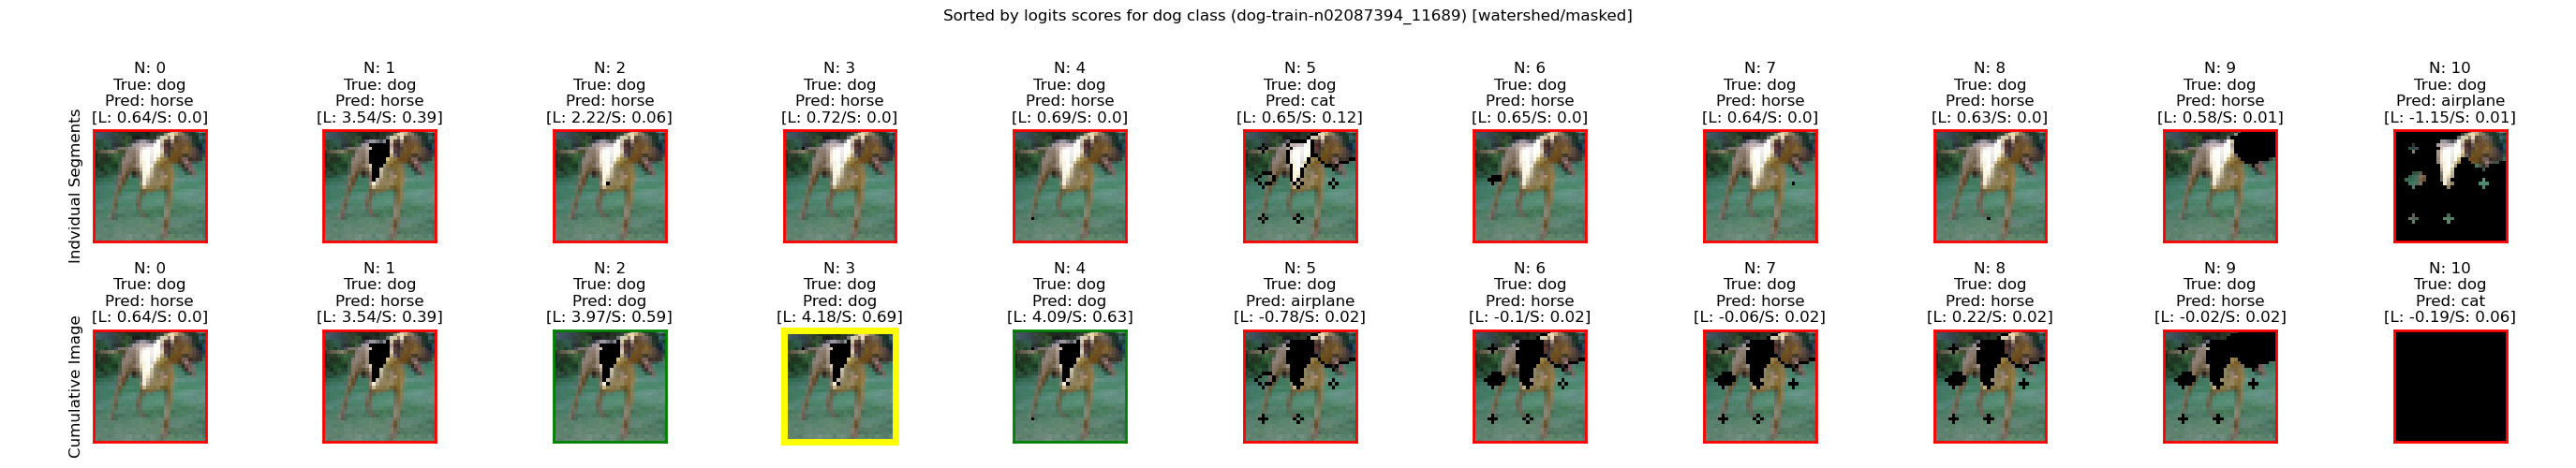 Sorted by logits scores for dog class (dog-train-n02087394_11689) [watershed/masked]
Indvidual Segments
N: 0
True: dog
Pred: horse
[L: 0.64/S: 0.0]
N: 1
True: dog
Pred: horse
[L: 3.54/S: 0.39]
N: 2
True: dog
Pred: horse
[L: 2.22/S: 0.06]
N: 3
True: dog
Pred: horse
[L: 0.72/S: 0.0]
N: 4
True: dog
Pred: horse
[L: 0.69/S: 0.0]
N: 5
True: dog
Pred: cat
[L: 0.65/S: 0.12]
N: 6
True: dog
Pred: horse
[L: 0.65/S: 0.0]
N: 7
True: dog
Pred: horse
[L: 0.64/S: 0.0]
N: 8
True: dog
Pred: horse
[L: 0.63/S: 0.0]
N: 9
True: dog
Pred: horse
[L: 0.58/S: 0.01]
N: 10
True: dog
Pred: airplane
[L: -1.15/S: 0.01]
Cumulative Image
N: 0
True: dog
Pred: horse
[L: 0.64/S: 0.0]
N: 1
True: dog
Pred: horse
[L: 3.54/S: 0.39]
N: 2
True: dog
Pred: dog
[L: 3.97/S: 0.59]
N: 3
True: dog
Pred: dog
[L: 4.18/S: 0.69]
N: 4
True: dog
Pred: dog
[L: 4.09/S: 0.63]
N: 5
True: dog
Pred: airplane
[L: -0.78/S: 0.02]
N: 6
True: dog
Pred: horse
[L: -0.1/S: 0.02]
N: 7
True: dog
Pred: horse
[L: -0.06/S: 0.02]
N: 8
True: dog
Pred: horse
[L: 0.22/S: 0.02]
N: 9
True: dog
Pred: horse
[L: -0.02/S: 0.02]
N: 10
True: dog
Pred: cat
[L: -0.19/S: 0.06]